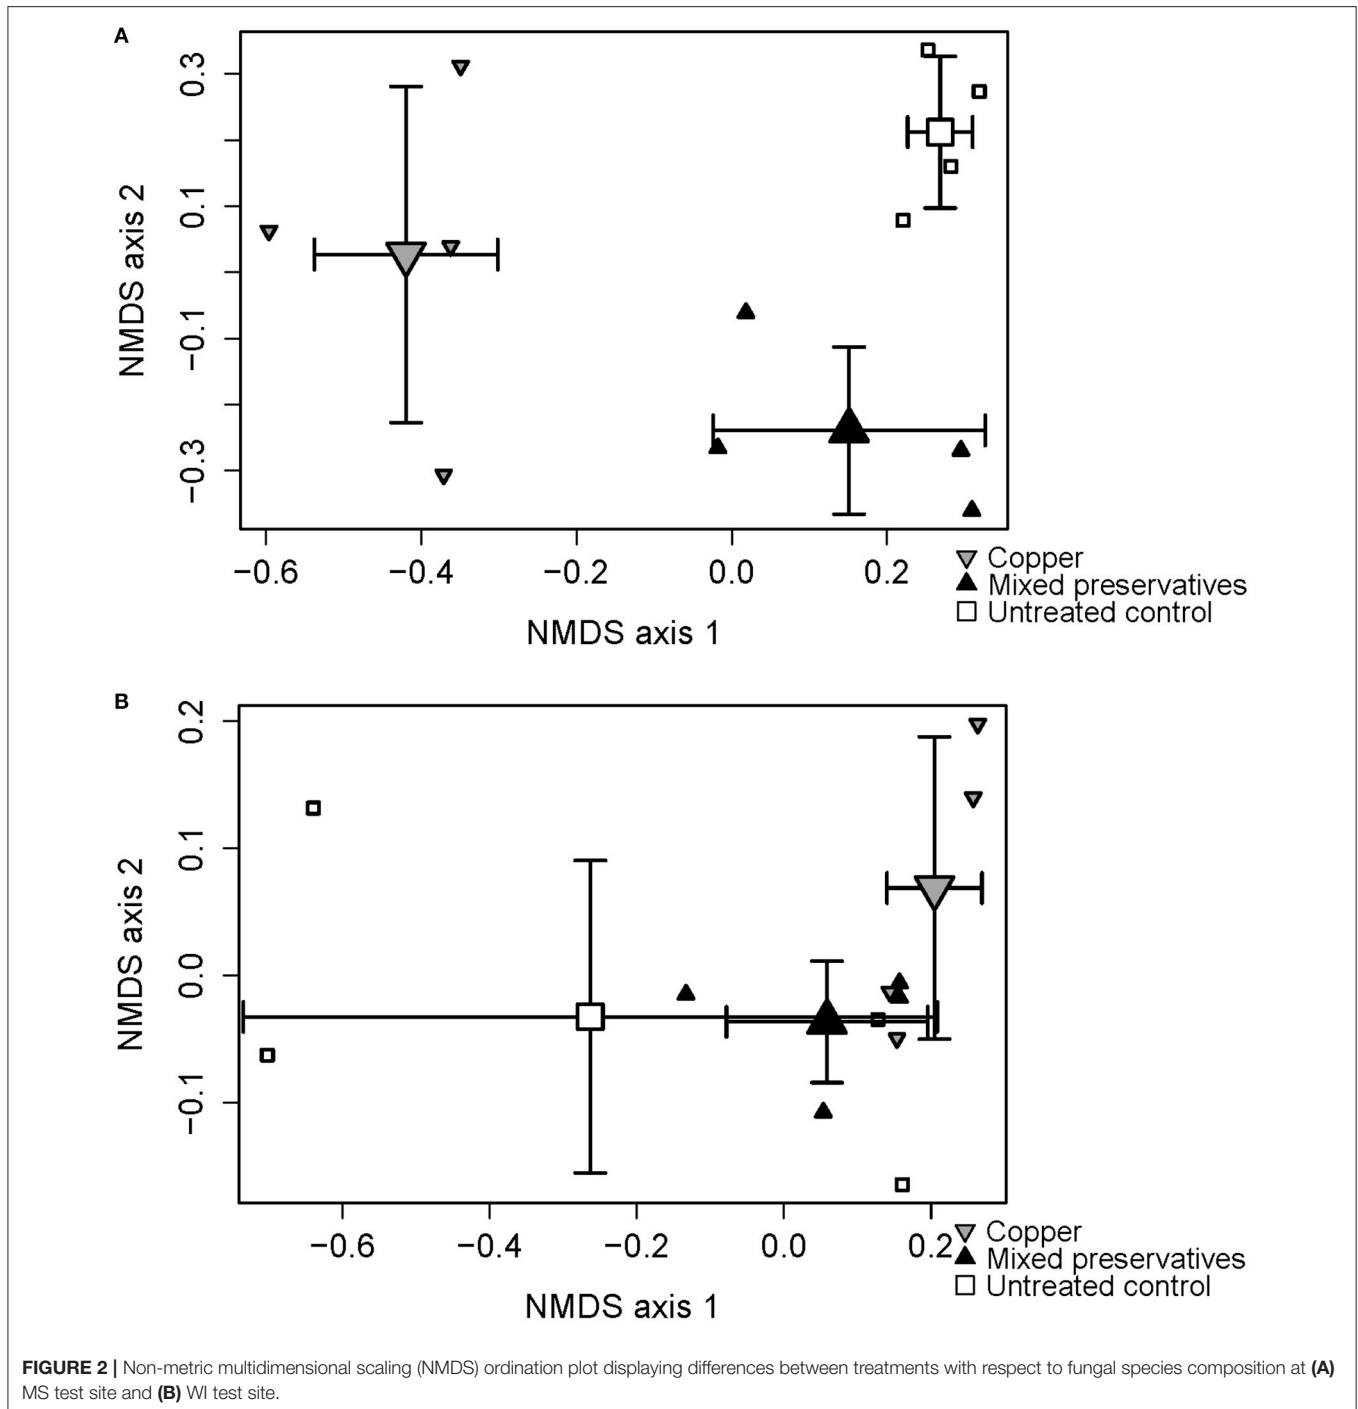 A
0.3
0.1
−0.1
−0.3
NMDS axis 2
−0.6 −0.4 −0.2 0.0 0.2
NMDS axis 1
Copper
Mixed preservatives
Untreated control
B
0.2
0.1
0.0
−0.1
NMDS axis 2
−0.6 −0.4 −0.2 0.0 0.2
NMDS axis 1
Copper
Mixed preservatives
Untreated control
FIGURE 2 | Non-metric multidimensional scaling (NMDS) ordination plot displaying differences between treatments with respect to fungal species composition at (A)
MS test site and (B) WI test site.